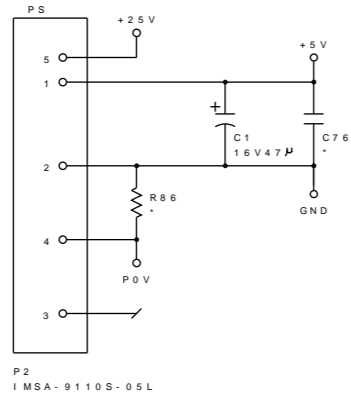 PS
+25V
+5V
5
1
+
C1
16V47μ
C76
*
2
R86
*
GND
4
P0V
3
P2
IMSA-9110S-05L